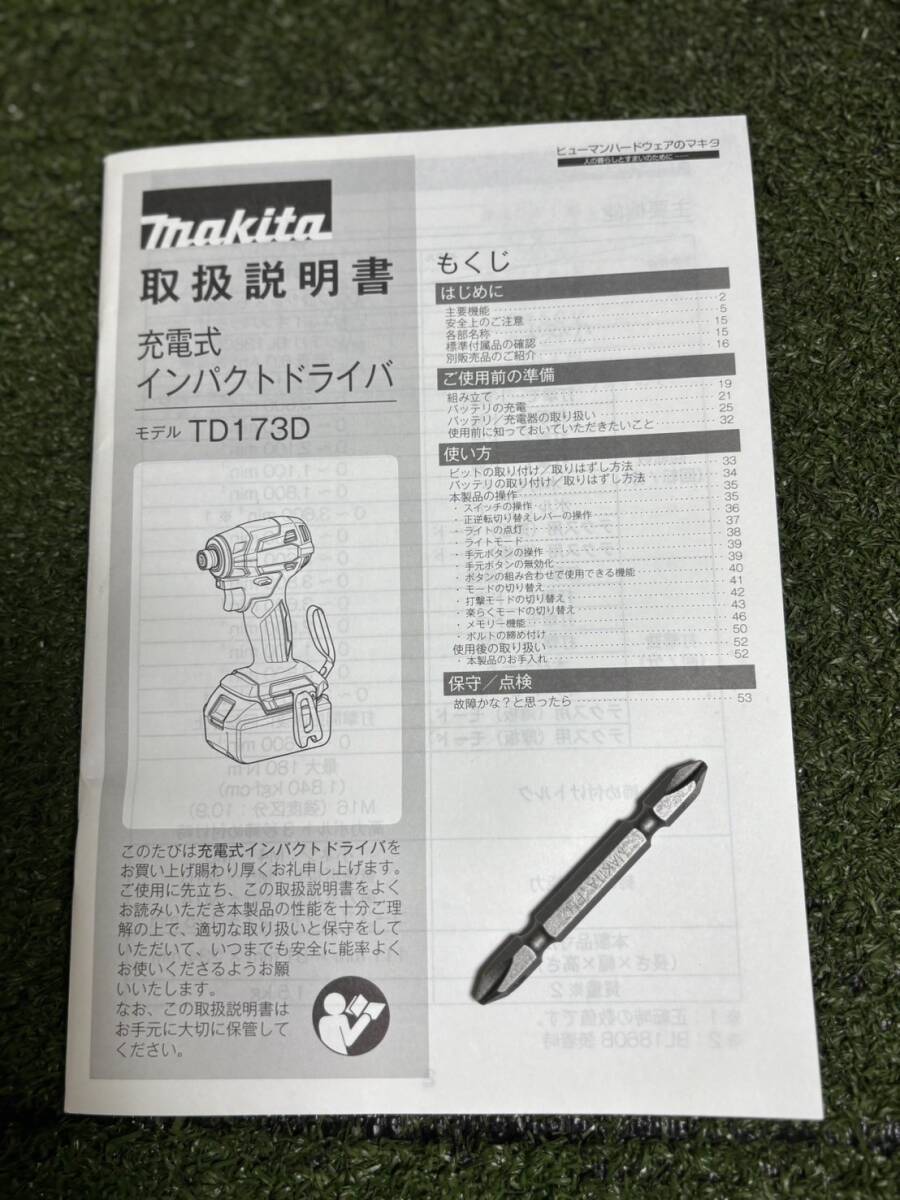 ヒューマンハードウェアのマキタ
人の暮らしとすまいのために
makita
取扱説明書
充電式
インパクトドライバ
モデル TD173D
このたびは充電式インパクトドライバを
お買い上げ賜わり厚くお礼申し上げます。
ご使用に先立ち、この取扱説明書をよく
お読みいただき本製品の性能を十分ご理
解の上で、適切な取り扱いと保守をして
いただいて、いつまでも安全に能率よく
お使いくださるようお願
いいたします。
なお、この取扱説明書は
お手元に大切に保管して
ください。
もくじ
はじめに
主要機能 2
安全上のご注意 5
各部名称 15
標準付属品の確認 15
別販売品のご紹介 16
ご使用前の準備
組み立て 19
バッテリの充電 21
バッテリ/充電器の取り扱い 25
使用前に知っておいていただきたいこと 32
使い方
ビットの取り付け/取りはずし方法 33
バッテリの取り付け/取りはずし方法 34
本製品の操作 35
・スイッチの操作 35
・正逆転切り替えレバーの操作 36
・ライトの点灯 37
・ライトモード 38
・手元ボタンの操作 39
・手元ボタンの無効化 39
・ボタンの組み合わせで使用できる機能 40
・モードの切り替え 41
・打撃モードの切り替え 42
・楽らくモードの切り替え 43
・メモリー機能 46
・ボルトの締め付け 50
使用後の取り扱い 52
・本製品のお手入れ 52
保守/点検
故障かな?と思ったら 53